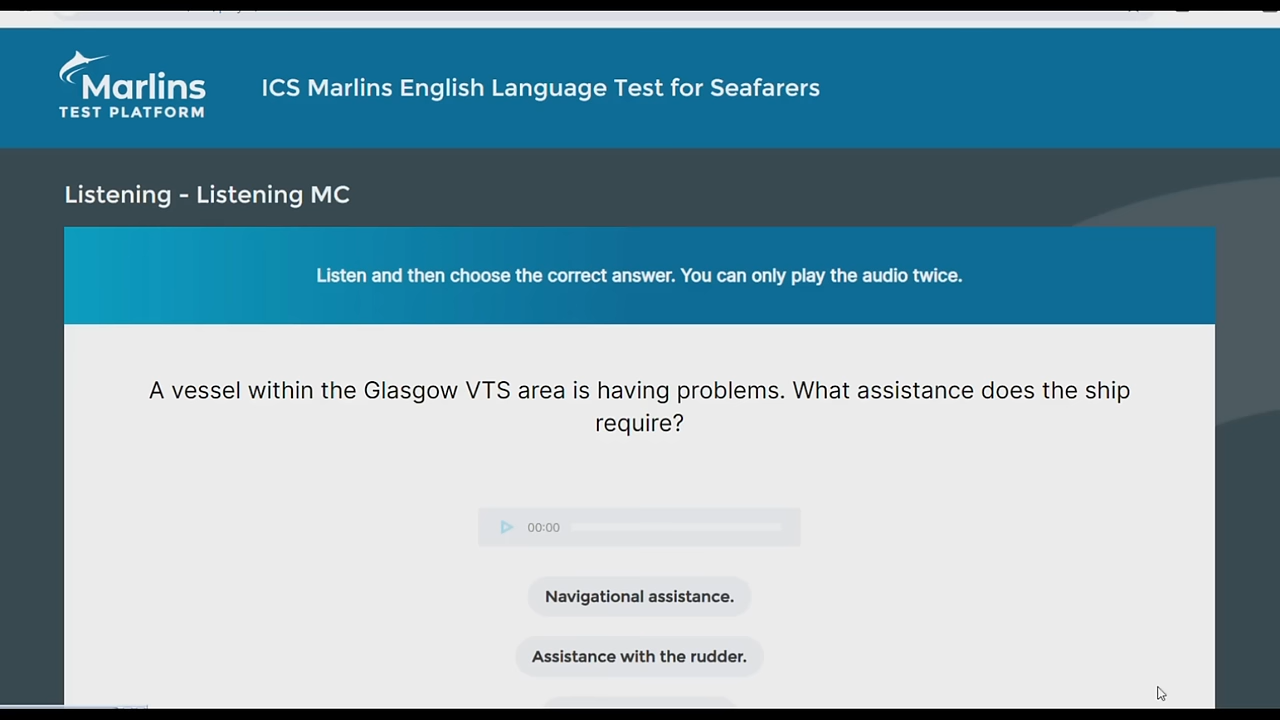 Marlins
TEST PLATFORM
ICS Marlins English Language Test for Seafarers
Listening - Listening MC
Listen and then choose the correct answer. You can only play the audio twice.
A vessel within the Glasgow VTS area is having problems. What assistance does the ship
require?
00:00
Navigational assistance.
Assistance with the rudder.